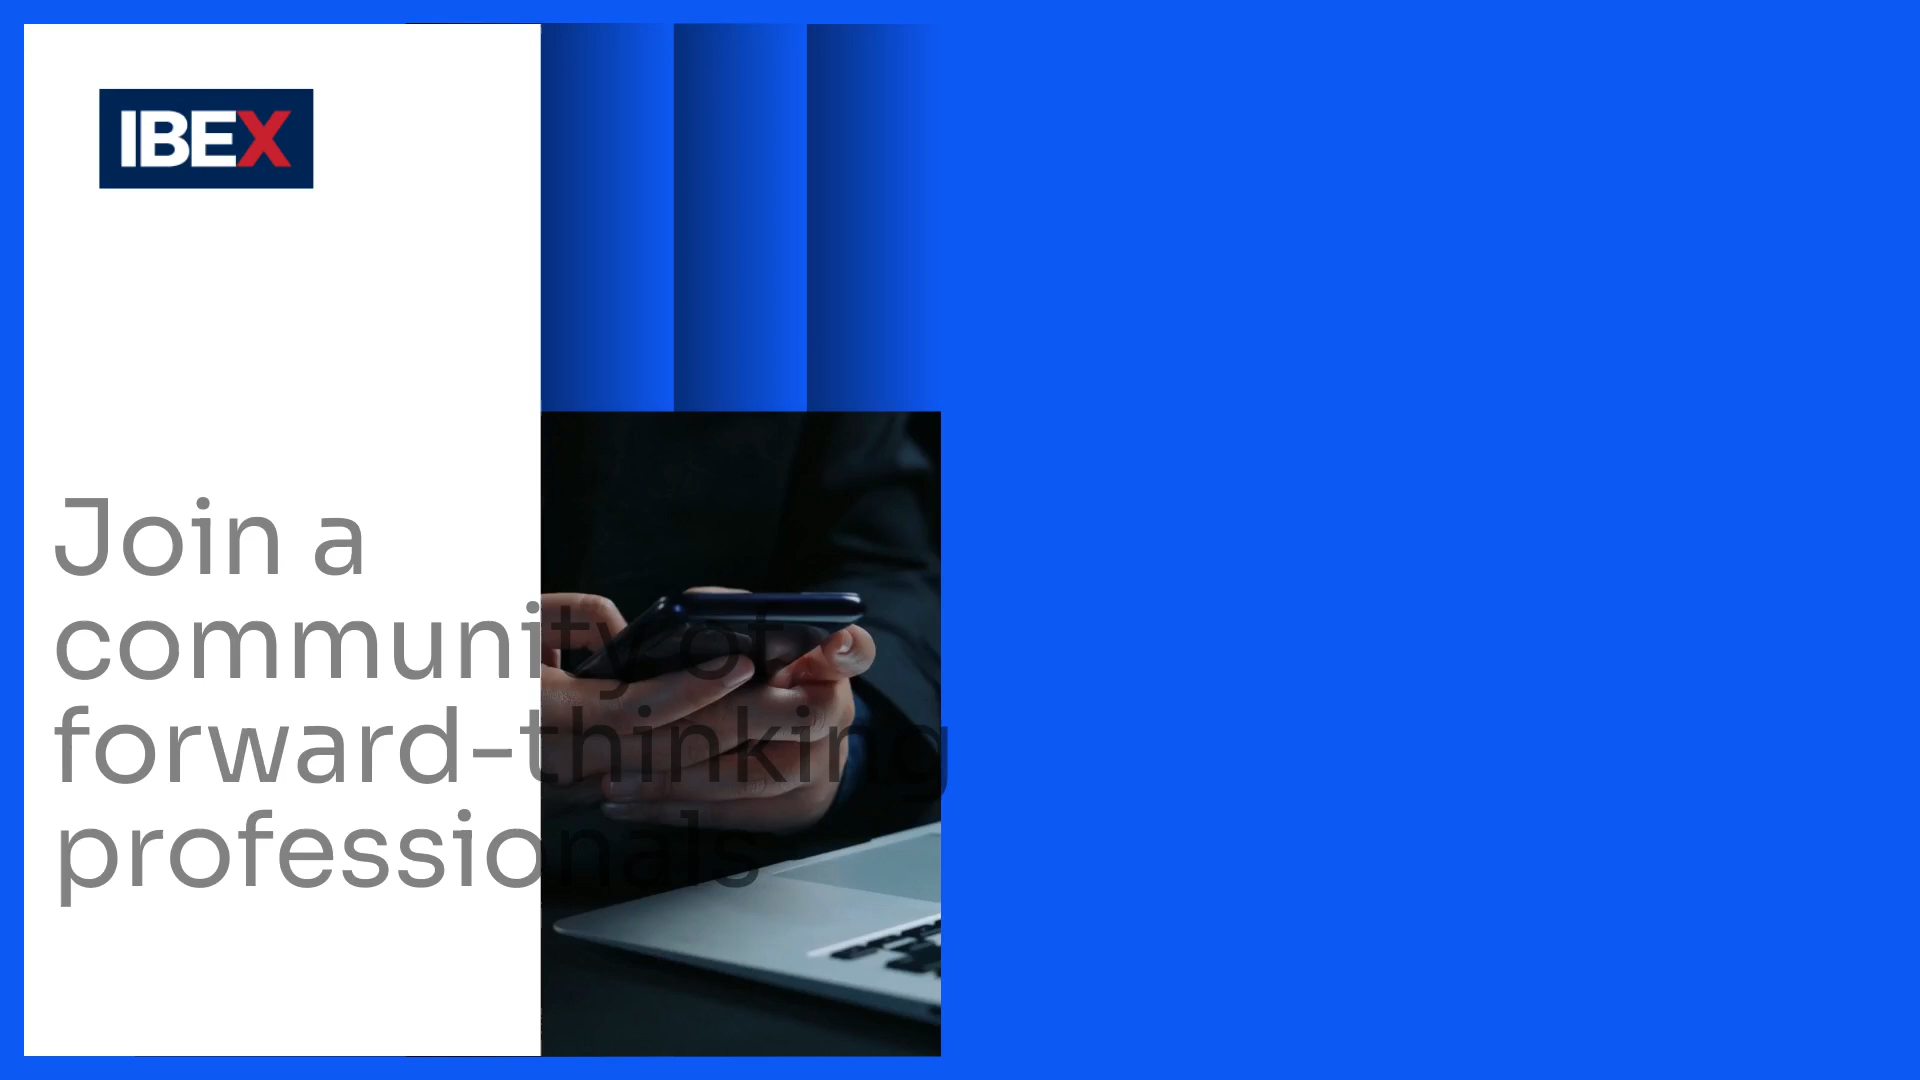 IBEX
Join a
community of
forward-thinking
professionals